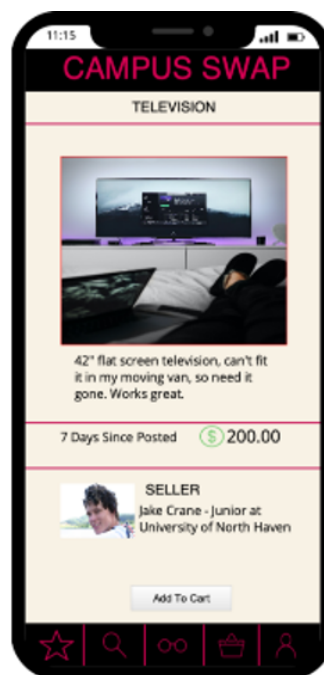 11:15
CAMPUS SWAP
TELEVISION
42" flat screen television, can't fit
it in my moving van, so need it
gone. Works great.
7 Days Since Posted
$ 200.00
SELLER
Jake Crane - Junior at
University of North Haven
Add To Cart